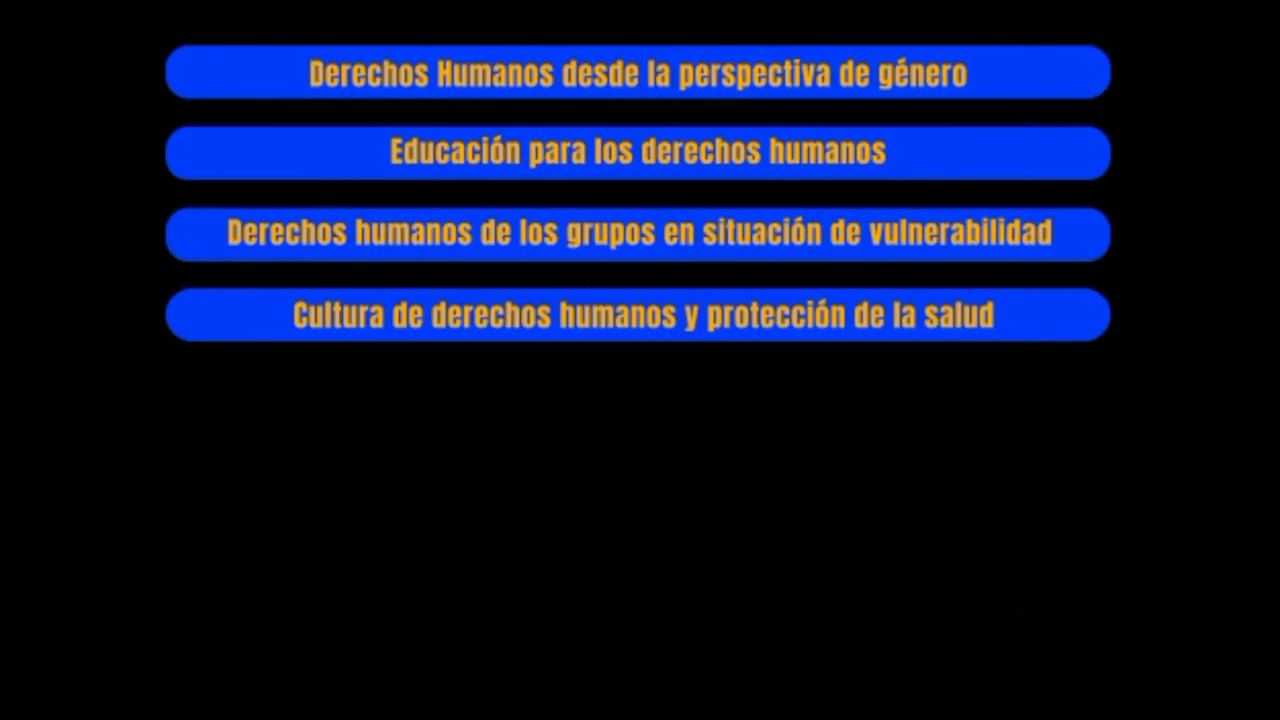 Derechos Humanos desde la perspectiva de género
Educación para los derechos humanos
Derechos humanos de los grupos en situación de vulnerabilidad
Cultura de derechos humanos y protección de la salud